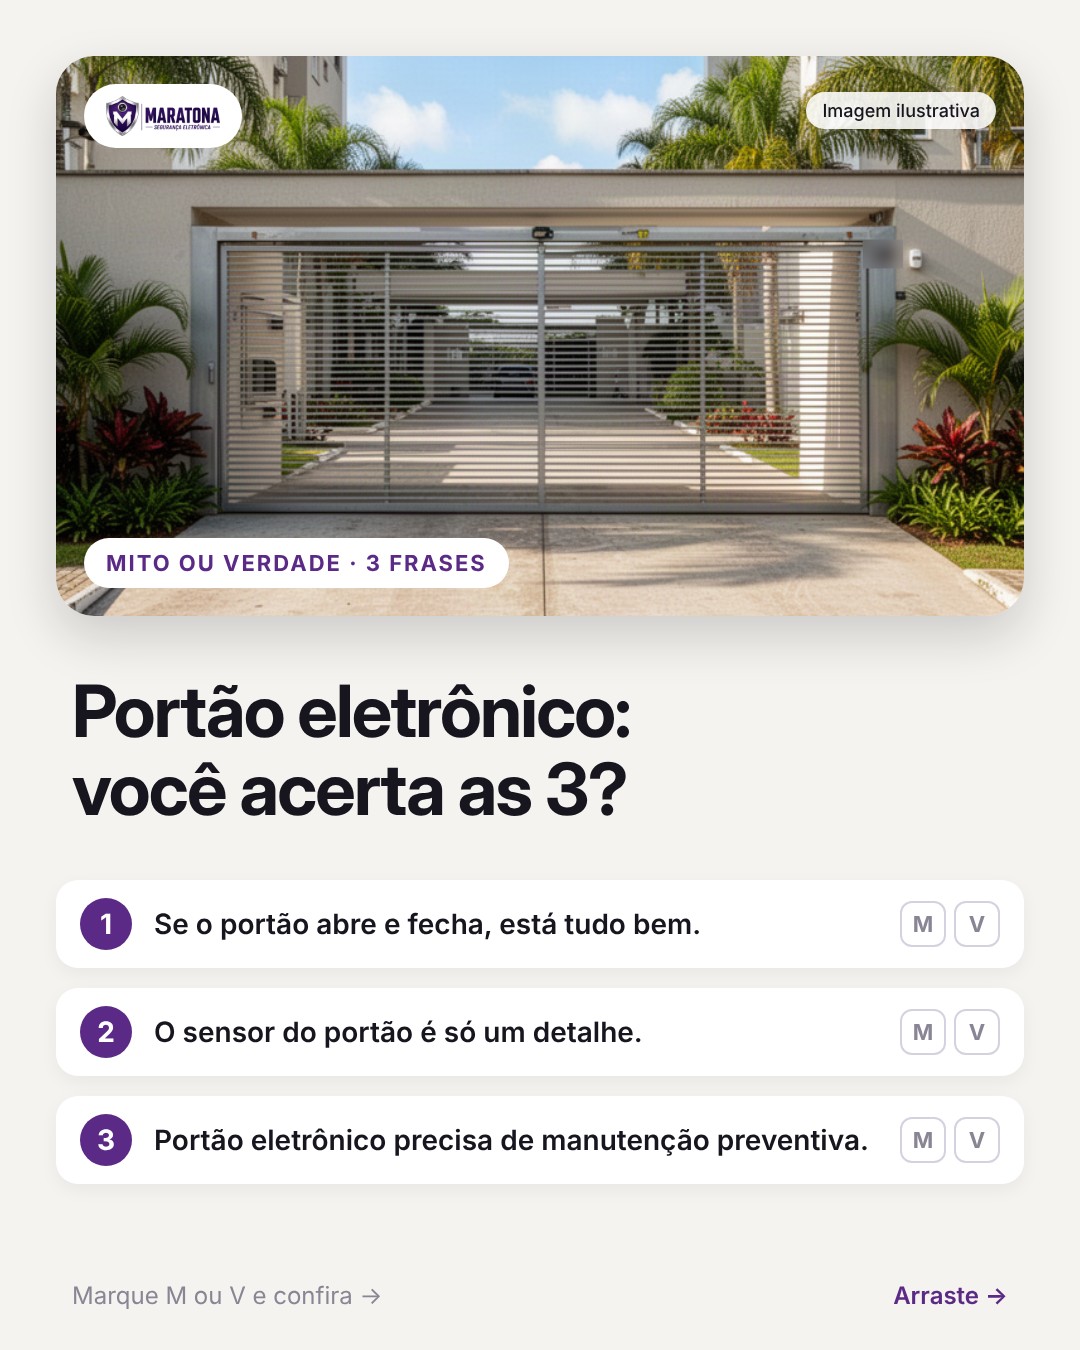 MARATONA
SEGURANÇA ELETRÔNICA
Imagem ilustrativa
MITO OU VERDADE · 3 FRASES
Portão eletrônico:
você acerta as 3?
1 Se o portão abre e fecha, está tudo bem. M V
2 O sensor do portão é só um detalhe. M V
3 Portão eletrônico precisa de manutenção preventiva. M V
Marque M ou V e confira →
Arraste →